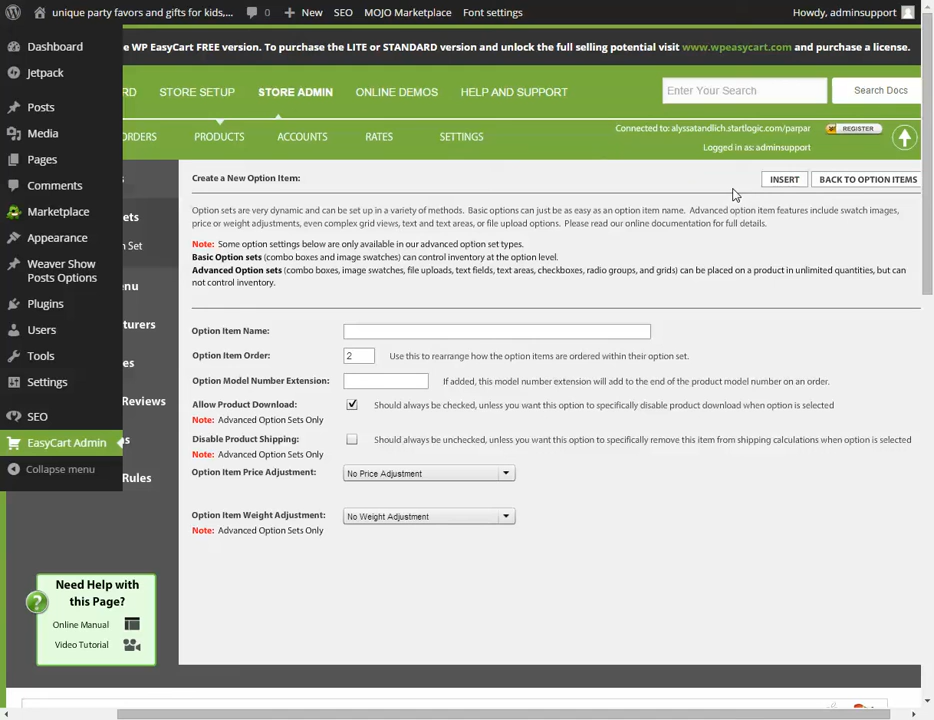 unique party favors and gifts for kids,... 0 New SEO MOJO Marketplace Font settings Howdy, adminsupport
e WP EasyCart FREE version. To purchase the LITE or STANDARD version and unlock the full selling potential visit www.wpeasycart.com and purchase a license.
Dashboard
Jetpack
Posts
Media
Pages
Comments
Marketplace
Appearance
Weaver Show
Posts Options
Plugins
Users
Tools
Settings
SEO
EasyCart Admin
Collapse menu
RD STORE SETUP STORE ADMIN ONLINE DEMOS HELP AND SUPPORT Enter Your Search Search Docs
RDERS PRODUCTS ACCOUNTS RATES SETTINGS
Connected to: alyssatandlich.startlogic.com/parpar REGISTER
Logged in as: adminsupport
s
ets
n Set
nu
turers
es
Reviews
s
Rules
Create a New Option Item: INSERT BACK TO OPTION ITEMS
Option sets are very dynamic and can be set up in a variety of methods. Basic options can just be as easy as an option item name. Advanced option item features include swatch images,
price or weight adjustments, even complex grid views, text and text areas, or file upload options. Please read our online documentation for full details.
Note: Some option settings below are only available in our advanced option set types.
Basic Option sets (combo boxes and image swatches) can control inventory at the option level.
Advanced Option sets (combo boxes, image swatches, file uploads, text fields, text areas, checkboxes, radio groups, and grids) can be placed on a product in unlimited quantities, but can
not control inventory.
Option Item Name:
Option Item Order: 2 Use this to rearrange how the option items are ordered within their option set.
Option Model Number Extension: If added, this model number extension will add to the end of the product model number on an order.
Allow Product Download: Should always be checked, unless you want this option to specifically disable product download when option is selected
Note: Advanced Option Sets Only
Disable Product Shipping: Should always be unchecked, unless you want this option to specifically remove this item from shipping calculations when option is selected
Note: Advanced Option Sets Only
Option Item Price Adjustment: No Price Adjustment
Option Item Weight Adjustment: No Weight Adjustment
Note: Advanced Option Sets Only
Need Help with
this Page?
?
Online Manual
Video Tutorial